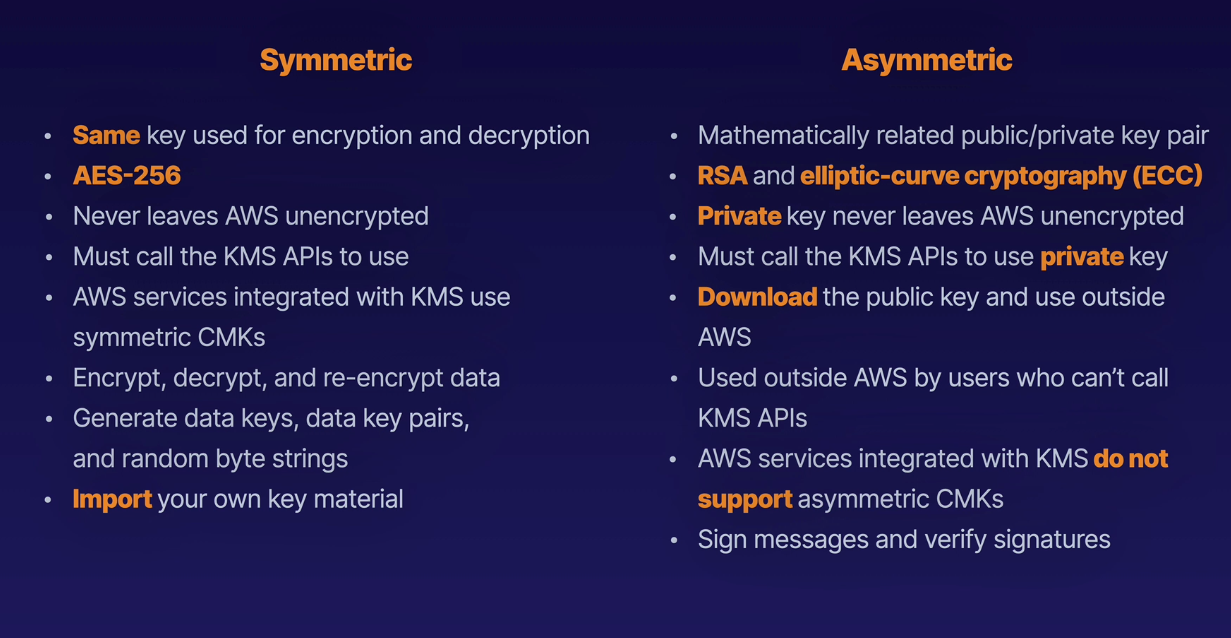 Symmetric
• Same key used for encryption and decryption
• AES-256
• Never leaves AWS unencrypted
• Must call the KMS APIs to use
• AWS services integrated with KMS use
symmetric CMKs
• Encrypt, decrypt, and re-encrypt data
• Generate data keys, data key pairs,
and random byte strings
• Import your own key material
Asymmetric
• Mathematically related public/private key pair
• RSA and elliptic-curve cryptography (ECC)
• Private key never leaves AWS unencrypted
• Must call the KMS APIs to use private key
• Download the public key and use outside
AWS
• Used outside AWS by users who can’t call
KMS APIs
• AWS services integrated with KMS do not
support asymmetric CMKs
• Sign messages and verify signatures